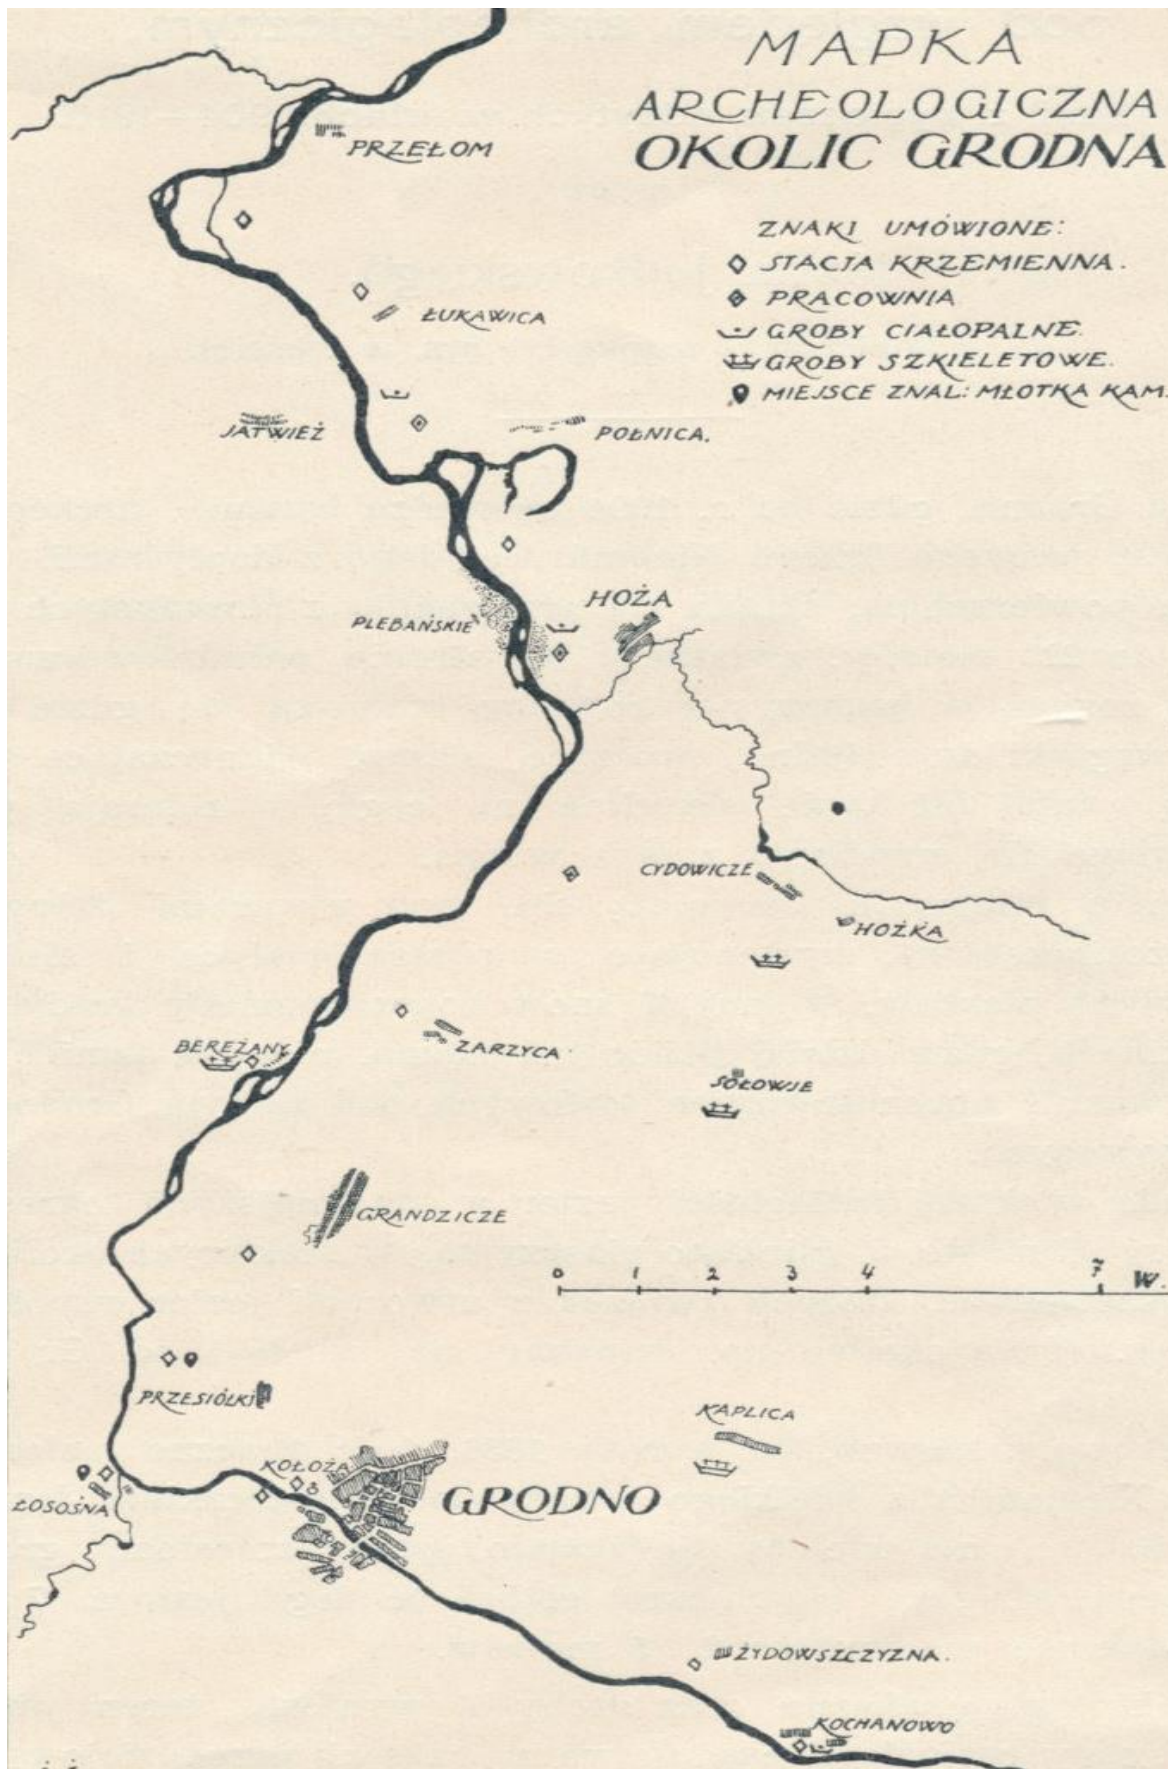 MAPKA
ARCHEOLOGICZNA
OKOLIC GRODNA
ZNAKI UMÓWIONE:
STACJA KRZEMIENNA.
PRACOWNIA
GROBY CIAŁOPALNE.
GROBY SZKIELETOWE.
MIEJSCE ZNAL: MŁOTKA KAM.
PRZEŁOM
ŁUKAWICA
JATWIEŹ
POŁNICA.
HOŻA
PLEBAŃSKIE
CYDOWICZE
HOŻKA
BEREŻANY
ZARZYCA
SOŁOWJE
GRANDZICZE
0 1 2 3 4 7 W.
PRZESIÓŁKI
KAPLICA
KOŁOŻA
GRODNO
ŁOSOŚNA
ŻYDOWSZCZYZNA.
KOCHANOWO